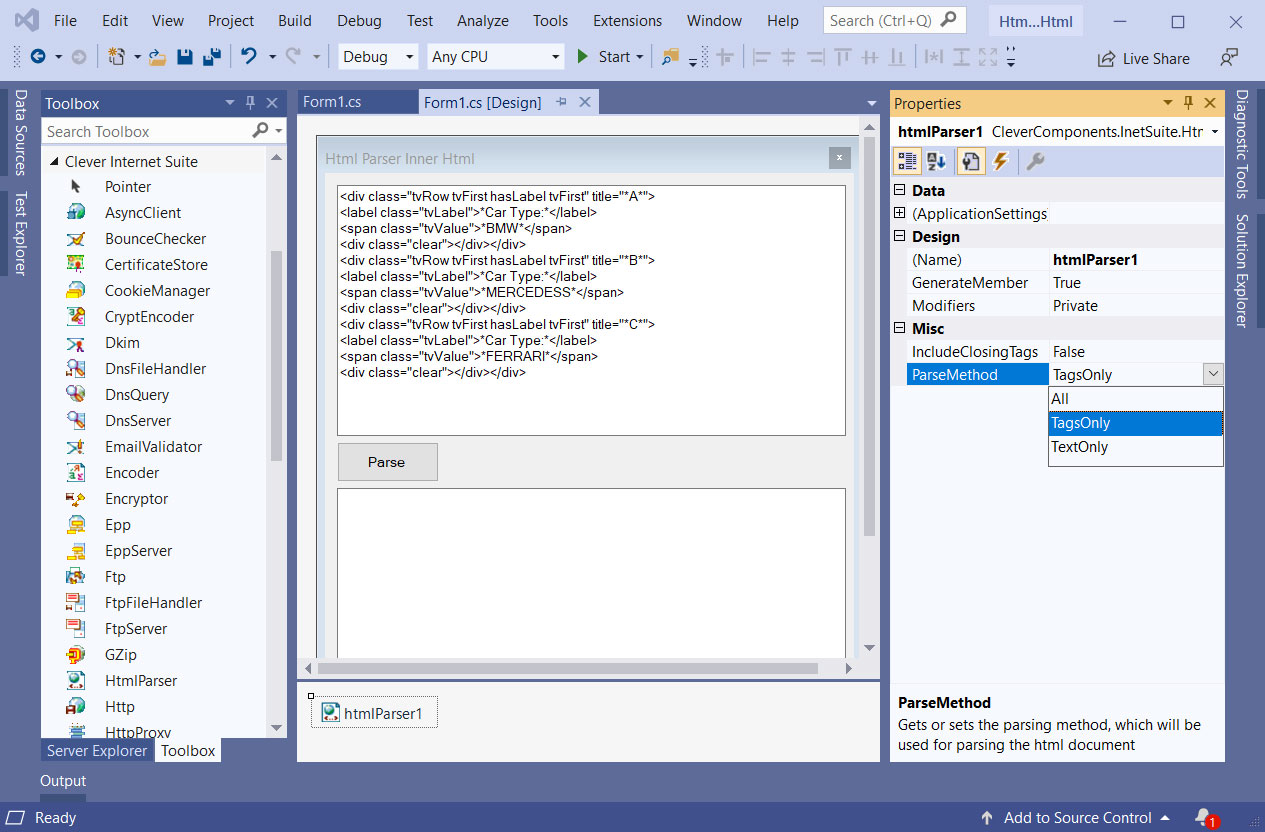 File Edit View Project Build Debug Test Analyze Tools Extensions Window Help Search (Ctrl+Q) Htm...Html
Debug Any CPU Start Live Share
Data Sources
Test Explorer
Toolbox
Search Toolbox
Clever Internet Suite
Pointer
AsyncClient
BounceChecker
CertificateStore
CookieManager
CryptEncoder
Dkim
DnsFileHandler
DnsQuery
DnsServer
EmailValidator
Encoder
Encryptor
Epp
EppServer
Ftp
FtpFileHandler
FtpServer
GZip
HtmlParser
Http
HttpProxy
Server Explorer Toolbox
Form1.cs Form1.cs [Design]
Html Parser Inner Html x
<div class="tvRow tvFirst hasLabel tvFirst" title="*A*">
<label class="tvLabel">*Car Type:*</label>
<span class="tvValue">*BMW*</span>
<div class="clear"></div></div>
<div class="tvRow tvFirst hasLabel tvFirst" title="*B*">
<label class="tvLabel">*Car Type:*</label>
<span class="tvValue">*MERCEDESS*</span>
<div class="clear"></div></div>
<div class="tvRow tvFirst hasLabel tvFirst" title="*C*">
<label class="tvLabel">*Car Type:*</label>
<span class="tvValue">*FERRARI*</span>
<div class="clear"></div></div>
Parse
htmlParser1
Properties
htmlParser1 CleverComponents.InetSuite.Htr
Data
(ApplicationSettings
Design
(Name) htmlParser1
GenerateMember True
Modifiers Private
Misc
IncludeClosingTags False
ParseMethod TagsOnly
All
TagsOnly
TextOnly
ParseMethod
Gets or sets the parsing method, which will be
used for parsing the html document
Diagnostic Tools
Solution Explorer
Output
Ready Add to Source Control 1